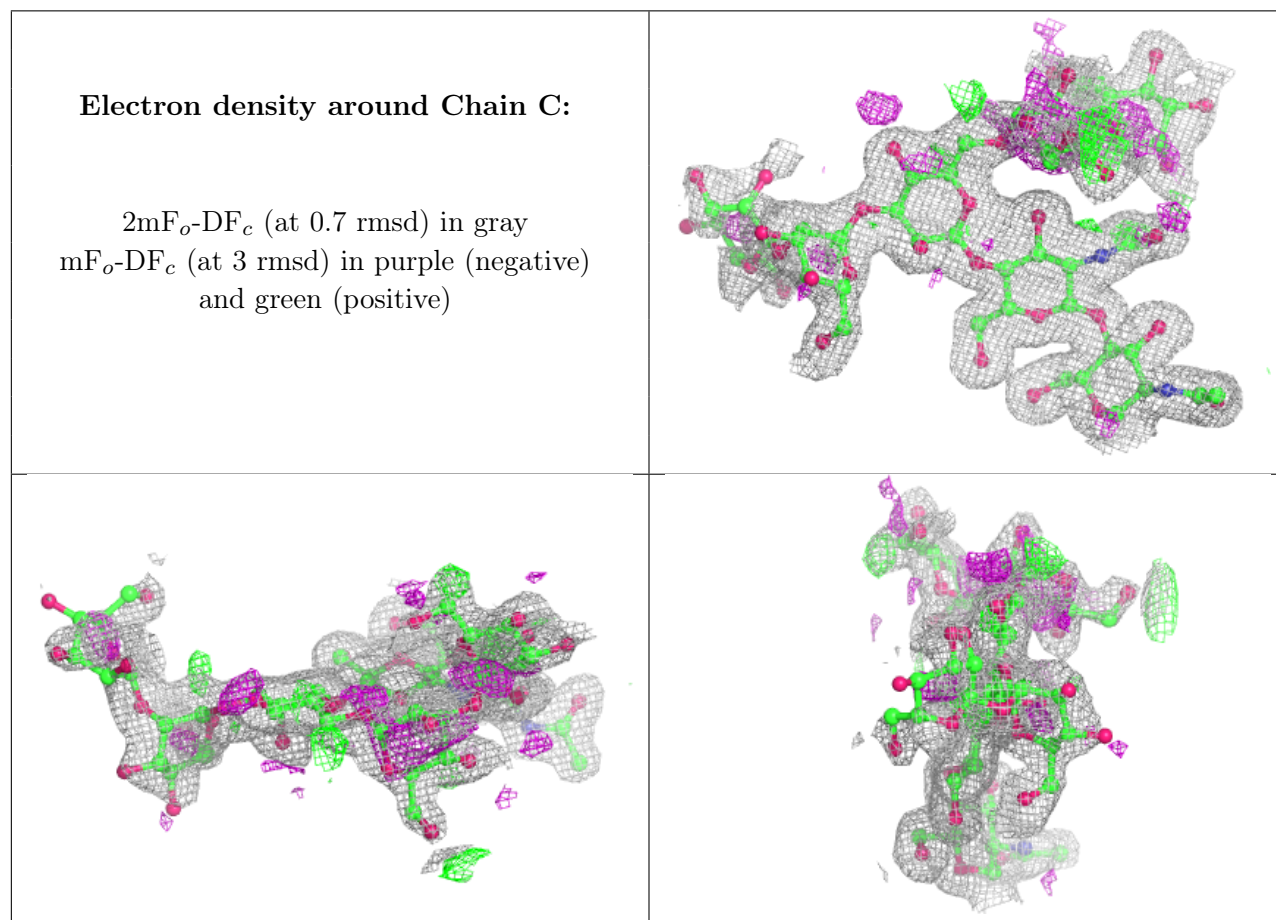 Electron density around Chain C:
2mFₒ-DF𝒸 (at 0.7 rmsd) in gray
mFₒ-DF𝒸 (at 3 rmsd) in purple (negative)
and green (positive)